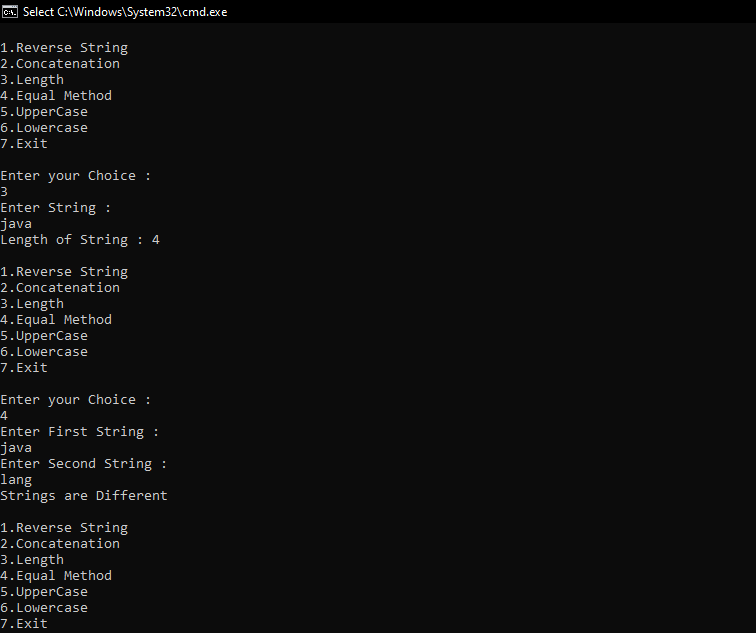 Select C:\Windows\System32\cmd.exe
1.Reverse String
2.Concatenation
3.Length
4.Equal Method
5.UpperCase
6.Lowercase
7.Exit
Enter your Choice :
3
Enter String :
java
Length of String : 4
1.Reverse String
2.Concatenation
3.Length
4.Equal Method
5.UpperCase
6.Lowercase
7.Exit
Enter your Choice :
4
Enter First String :
java
Enter Second String :
lang
Strings are Different
1.Reverse String
2.Concatenation
3.Length
4.Equal Method
5.UpperCase
6.Lowercase
7.Exit